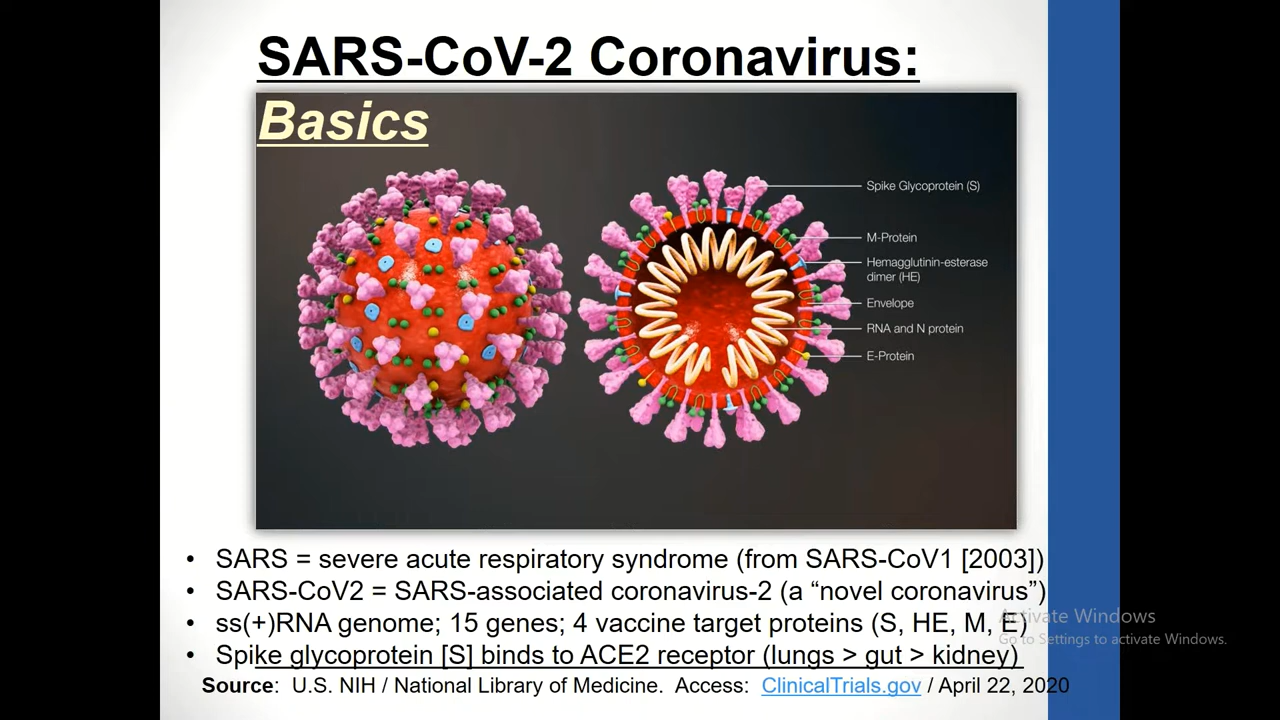 SARS-CoV-2 Coronavirus:
Basics
Spike Glycoprotein (S)
M-Protein
Hemagglutinin-esterase
dimer (HE)
Envelope
RNA and N protein
E-Protein
• SARS = severe acute respiratory syndrome (from SARS-CoV1 [2003])
• SARS-CoV2 = SARS-associated coronavirus-2 (a “novel coronavirus”)
• ss(+)RNA genome; 15 genes; 4 vaccine target proteins (S, HE, M, E)
• Spike glycoprotein [S] binds to ACE2 receptor (lungs > gut > kidney)
Source: U.S. NIH / National Library of Medicine. Access: ClinicalTrials.gov / April 22, 2020
Activate Windows
Go to Settings to activate Windows.